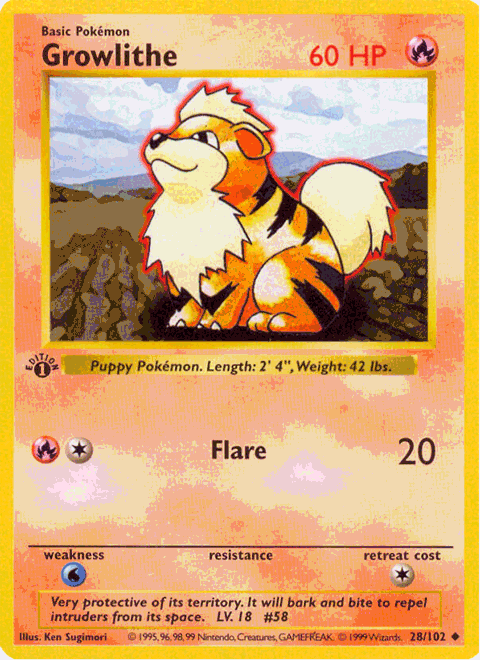 Basic Pokémon
Growlithe 60 HP
EDITION
1
Puppy Pokémon. Length: 2' 4", Weight: 42 lbs.
Flare 20
weakness resistance retreat cost
Very protective of its territory. It will bark and bite to repel
intruders from its space. LV. 18 #58
Illus. Ken Sugimori © 1995, 96, 98, 99 Nintendo, Creatures, GAMEFREAK. © 1999 Wizards. 28/102